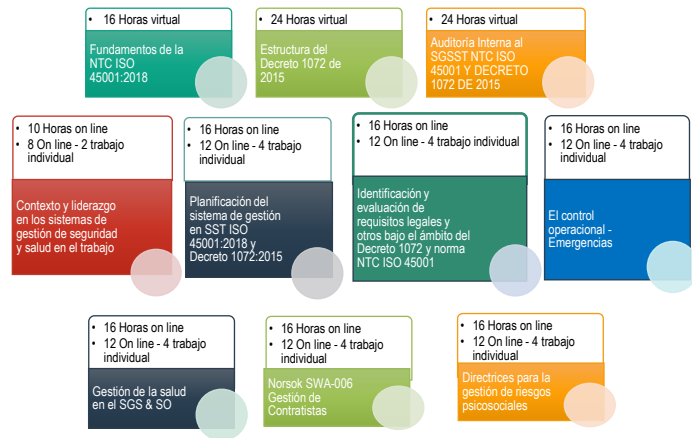 • 16 Horas virtual
Fundamentos de la
NTC ISO
45001:2018
• 24 Horas virtual
Estructura del
Decreto 1072 de
2015
• 24 Horas virtual
Auditoría Interna al
SGSST NTC ISO
45001 Y DECRETO
1072 DE 2015
• 10 Horas on line
• 8 On line - 2 trabajo
individual
Contexto y liderazgo
en los sistemas de
gestión de seguridad
y salud en el trabajo
• 16 Horas on line
• 12 On line - 4 trabajo
individual
Planificación del
sistema de gestión
en SST ISO
45001:2018 y
Decreto 1072:2015
• 16 Horas on line
• 12 On line - 4 trabajo
individual
Identificación y
evaluación de
requisitos legales y
otros bajo el ámbito del
Decreto 1072 y norma
NTC ISO 45001
• 16 Horas on line
• 12 On line - 4 trabajo
individual
El control
operacional -
Emergencias
• 16 Horas on line
• 12 On line - 4 trabajo
individual
Gestión de la salud
en el SGS & SO
• 16 Horas on line
• 12 On line - 4 trabajo
individual
Norsok SWA-006
Gestión de
Contratistas
• 16 Horas on line
• 12 On line - 4 trabajo
individual
Directrices para la
gestión de riesgos
psicosociales